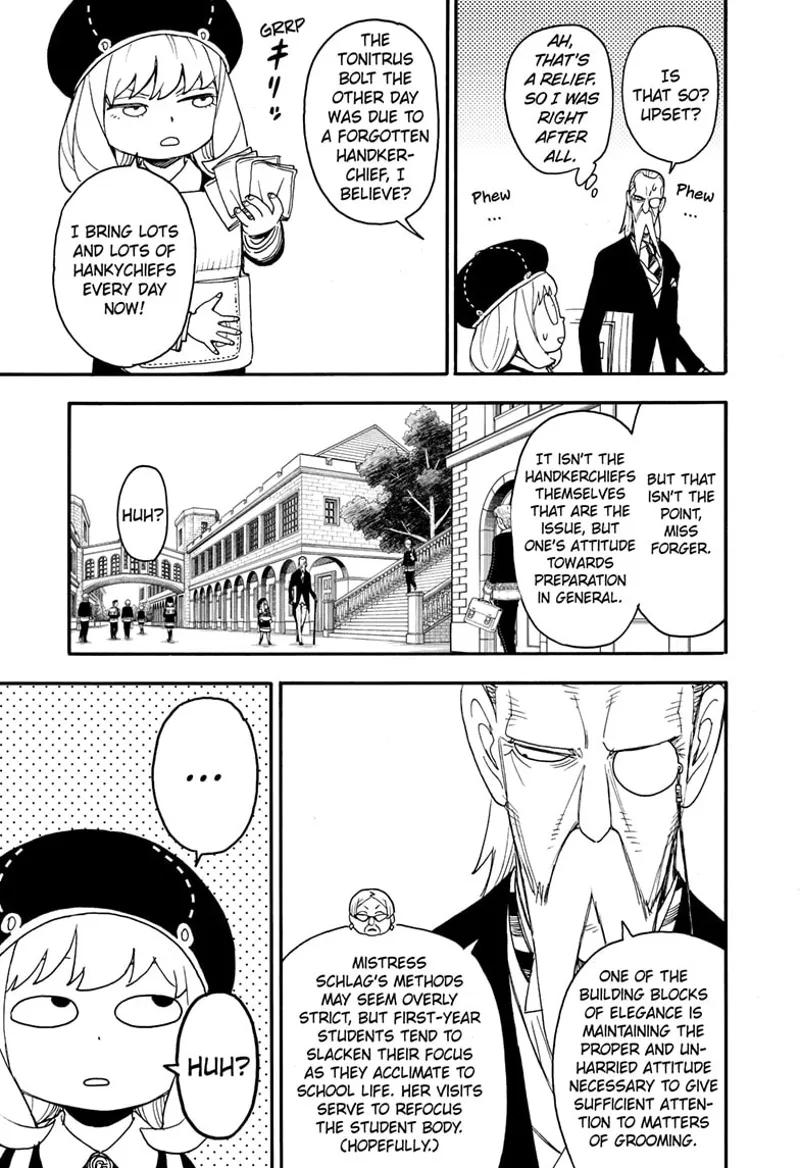 IS
THAT SO?
UPSET?
AH,
THAT'S
A RELIEF.
SO I WAS
RIGHT
AFTER
ALL.
Phew
...
Phew
...
THE
TONITRUS
BOLT THE
OTHER DAY
WAS DUE TO
A FORGOTTEN
HANDKER-
CHIEF, I
BELIEVE?
GRRP
キリッ
I BRING LOTS
AND LOTS OF
HANKYCHIEFS
EVERY DAY
NOW!
BUT THAT
ISN'T THE
POINT,
MISS
FORGER.
IT ISN'T THE
HANDKERCHIEFS
THEMSELVES
THAT ARE THE
ISSUE, BUT
ONE'S ATTITUDE
TOWARDS
PREPARATION
IN GENERAL.
HUH?
ONE OF THE
BUILDING BLOCKS
OF ELEGANCE IS
MAINTAINING THE
PROPER AND UN-
HARRIED ATTITUDE
NECESSARY TO GIVE
SUFFICIENT ATTEN-
TION TO MATTERS
OF GROOMING.
MISTRESS
SCHLAG'S METHODS
MAY SEEM OVERLY
STRICT, BUT FIRST-YEAR
STUDENTS TEND TO
SLACKEN THEIR FOCUS
AS THEY ACCLIMATE TO
SCHOOL LIFE. HER VISITS
SERVE TO REFOCUS
THE STUDENT BODY.
(HOPEFULLY.)
...
HUH?